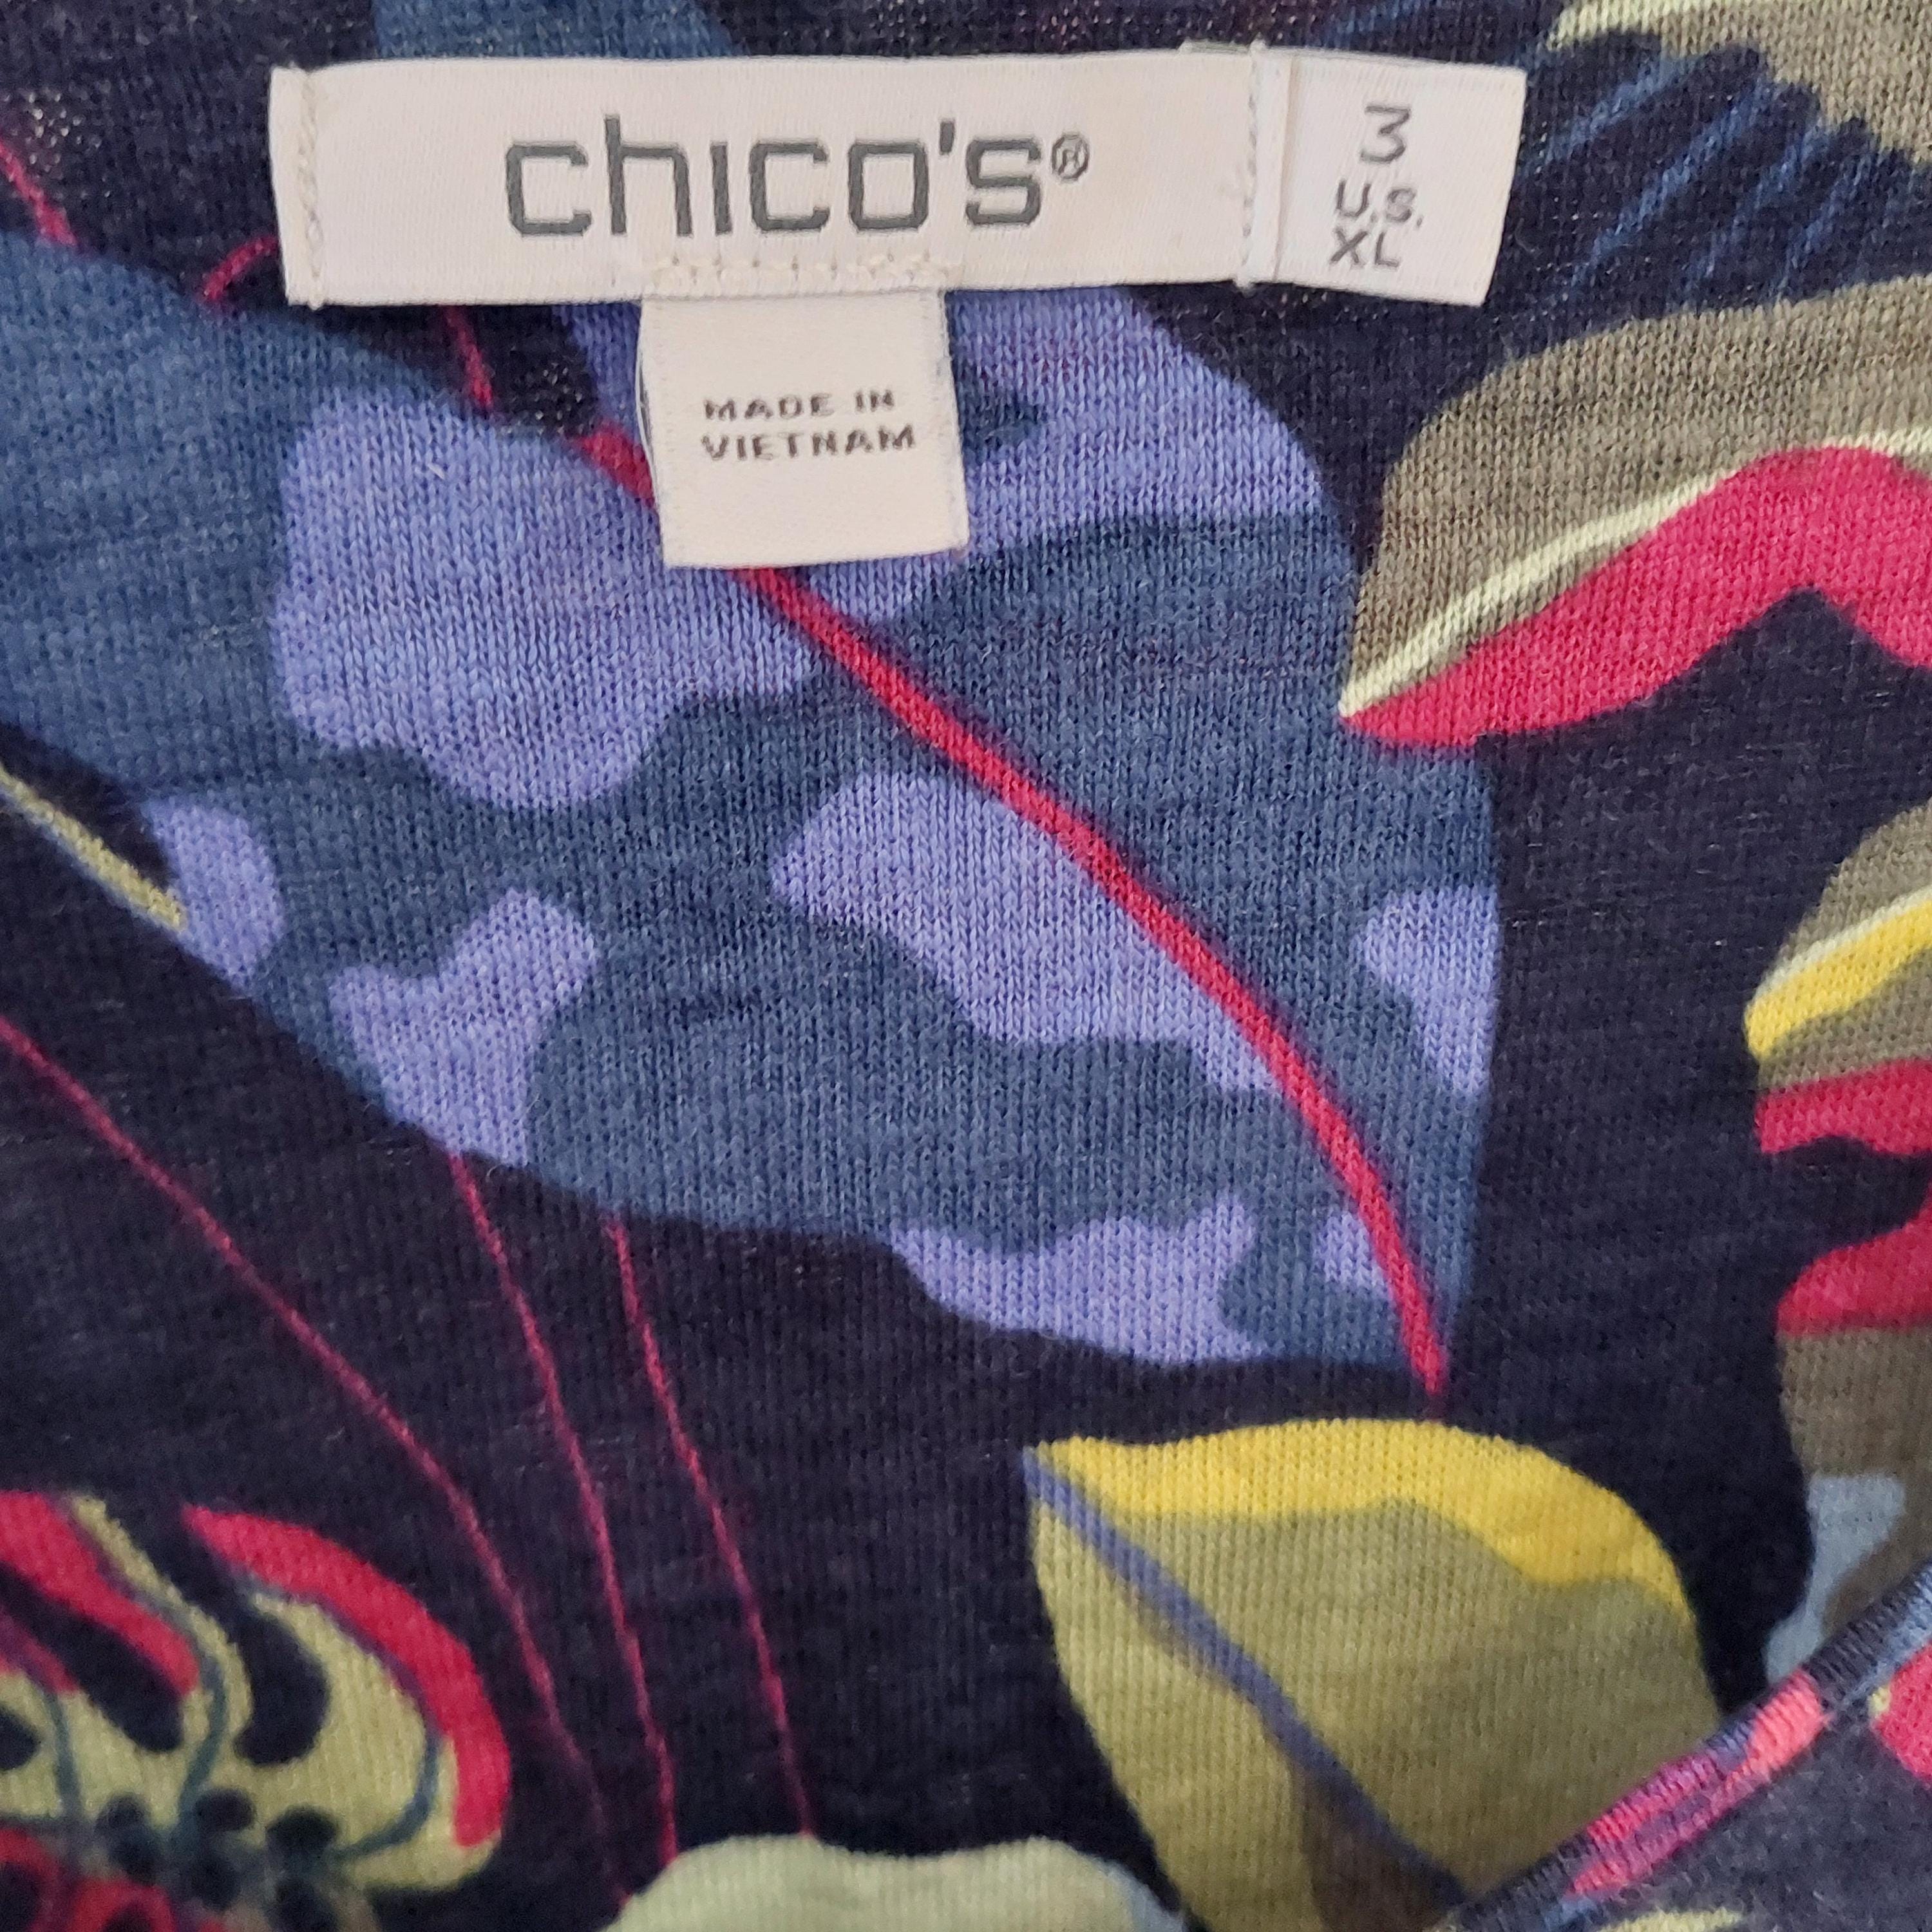 chico's®
3
U.S.
XL
MADE IN
VIETNAM